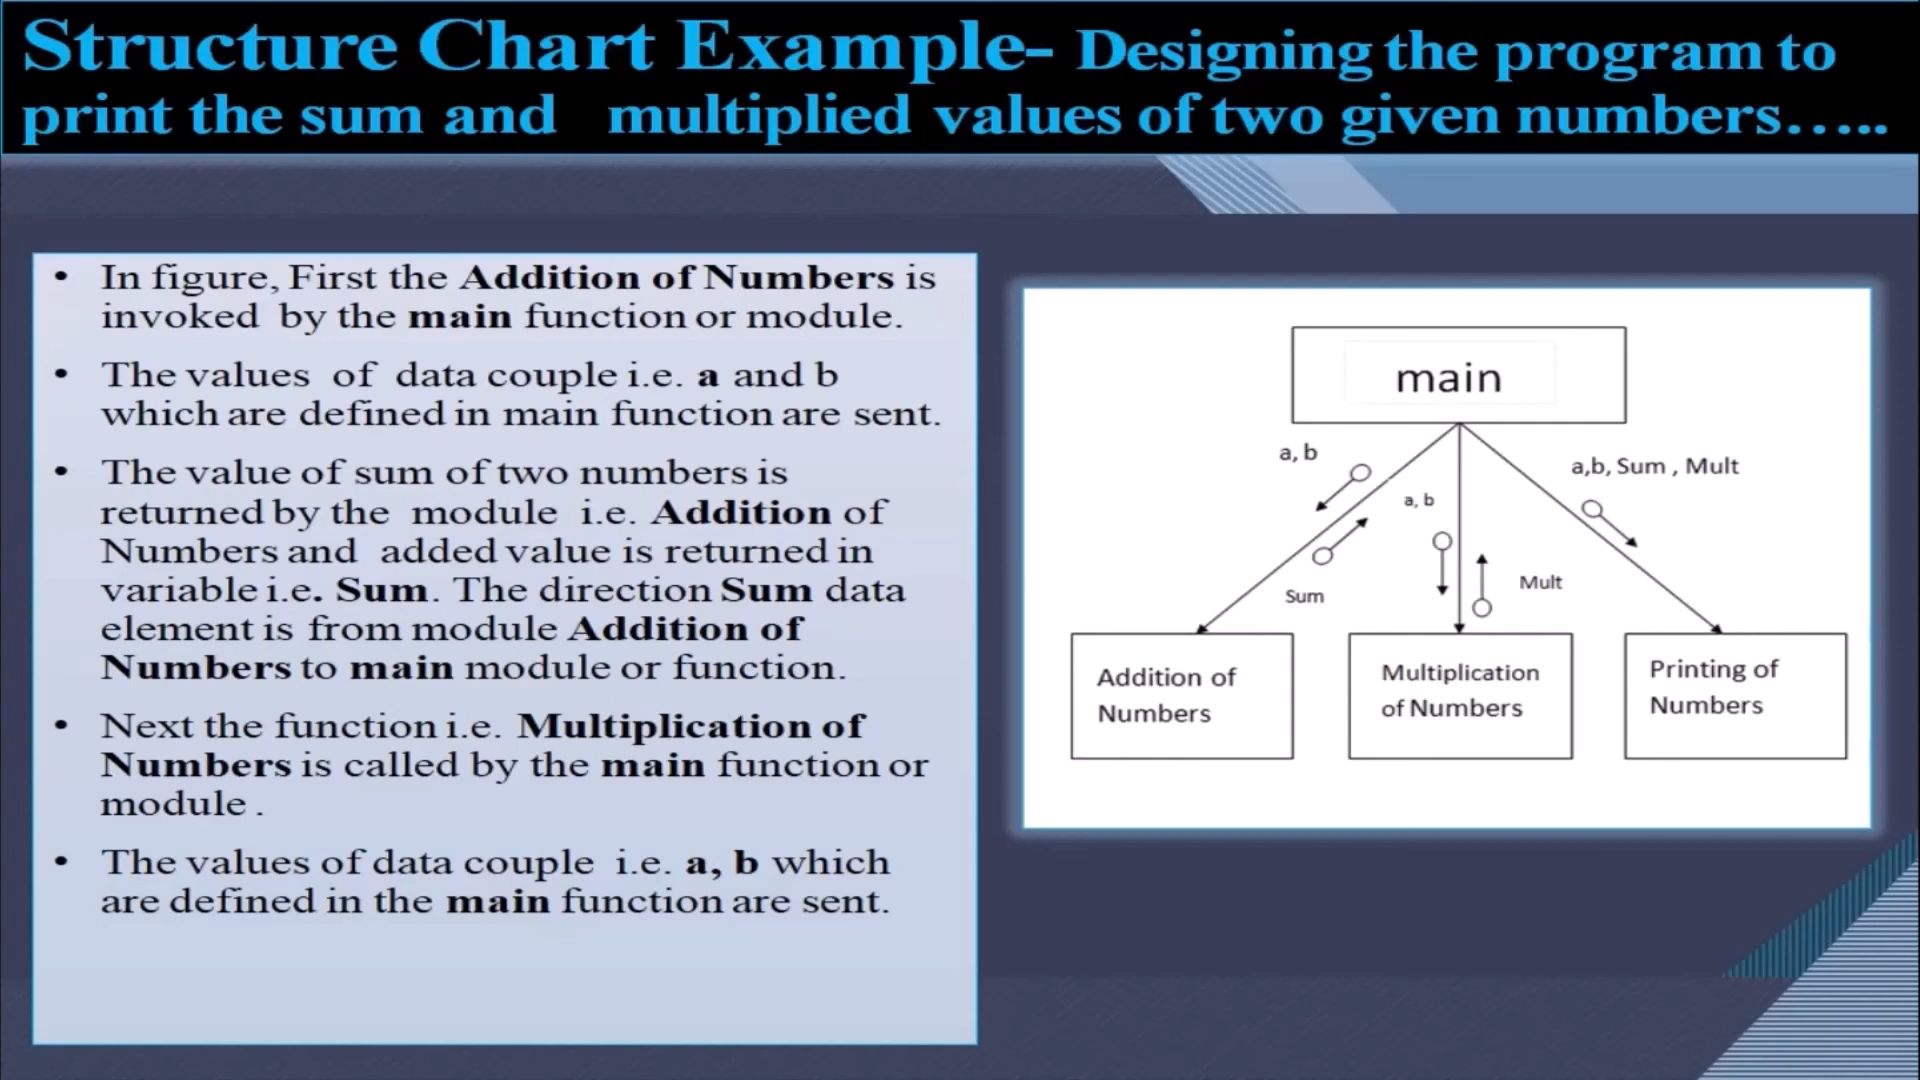 Structure Chart Example- Designing the program to
print the sum and multiplied values of two given numbers…..
• In figure, First the Addition of Numbers is
invoked by the main function or module.
• The values of data couple i.e. a and b
which are defined in main function are sent.
• The value of sum of two numbers is
returned by the module i.e. Addition of
Numbers and added value is returned in
variable i.e. Sum. The direction Sum data
element is from module Addition of
Numbers to main module or function.
• Next the function i.e. Multiplication of
Numbers is called by the main function or
module .
• The values of data couple i.e. a, b which
are defined in the main function are sent.
main
a, b
a,b, Sum , Mult
a, b
Sum
Mult
Addition of
Numbers
Multiplication
of Numbers
Printing of
Numbers